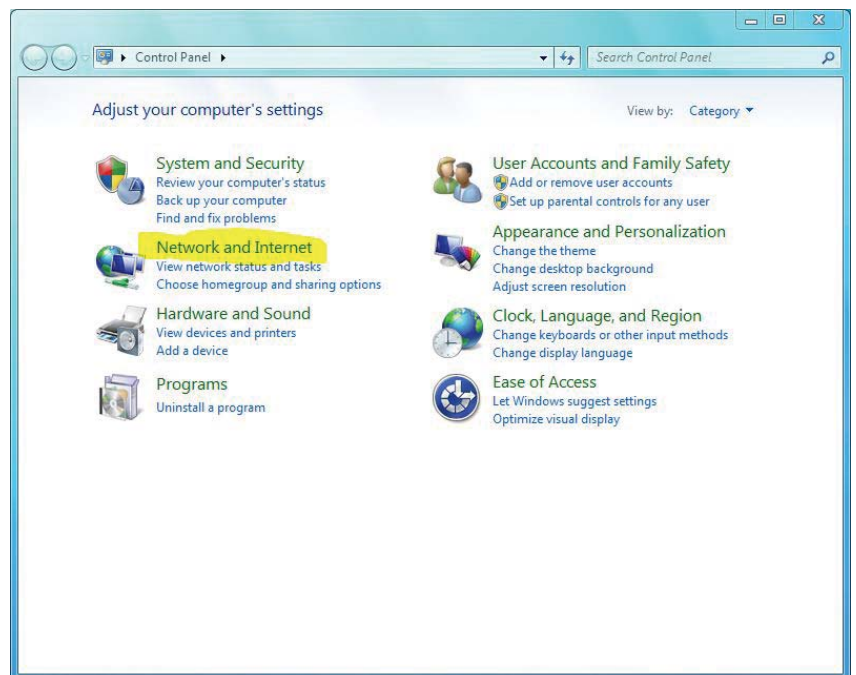 Control Panel
Search Control Panel
Adjust your computer's settings
View by: Category
System and Security
Review your computer's status
Back up your computer
Find and fix problems
Network and Internet
View network status and tasks
Choose homegroup and sharing options
Hardware and Sound
View devices and printers
Add a device
Programs
Uninstall a program
User Accounts and Family Safety
Add or remove user accounts
Set up parental controls for any user
Appearance and Personalization
Change the theme
Change desktop background
Adjust screen resolution
Clock, Language, and Region
Change keyboards or other input methods
Change display language
Ease of Access
Let Windows suggest settings
Optimize visual display